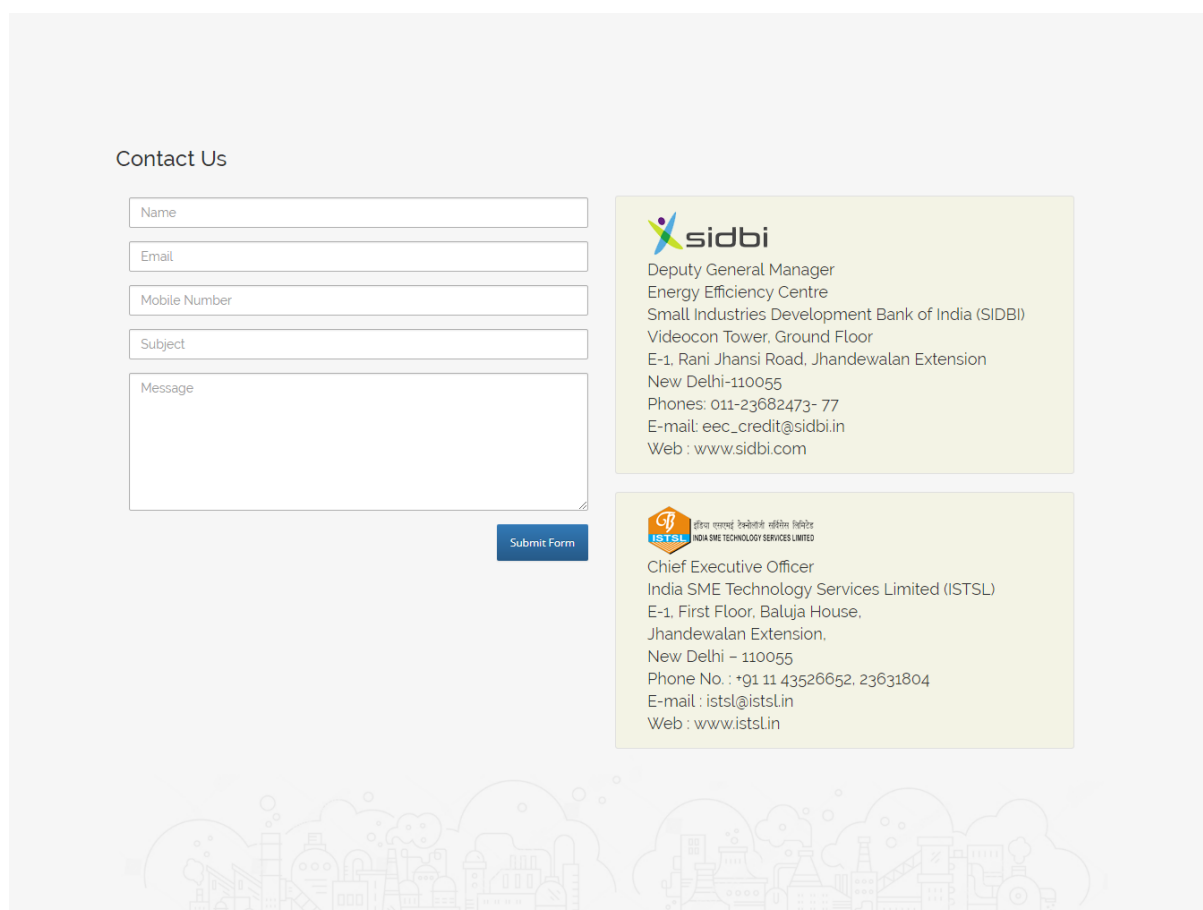 Contact Us
Name
Email
Mobile Number
Subject
Message
Submit Form
sidbi
Deputy General Manager
Energy Efficiency Centre
Small Industries Development Bank of India (SIDBI)
Videocon Tower, Ground Floor
E-1, Rani Jhansi Road, Jhandewalan Extension
New Delhi-110055
Phones: 011-23682473- 77
E-mail: eec_credit@sidbi.in
Web : www.sidbi.com
ISTSL
इंडिया एसएमई टेक्नोलॉजी सर्विसेस लिमिटेड
INDIA SME TECHNOLOGY SERVICES LIMITED
Chief Executive Officer
India SME Technology Services Limited (ISTSL)
E-1, First Floor, Baluja House,
Jhandewalan Extension,
New Delhi – 110055
Phone No. : +91 11 43526652, 23631804
E-mail : istsl@istsl.in
Web : www.istsl.in